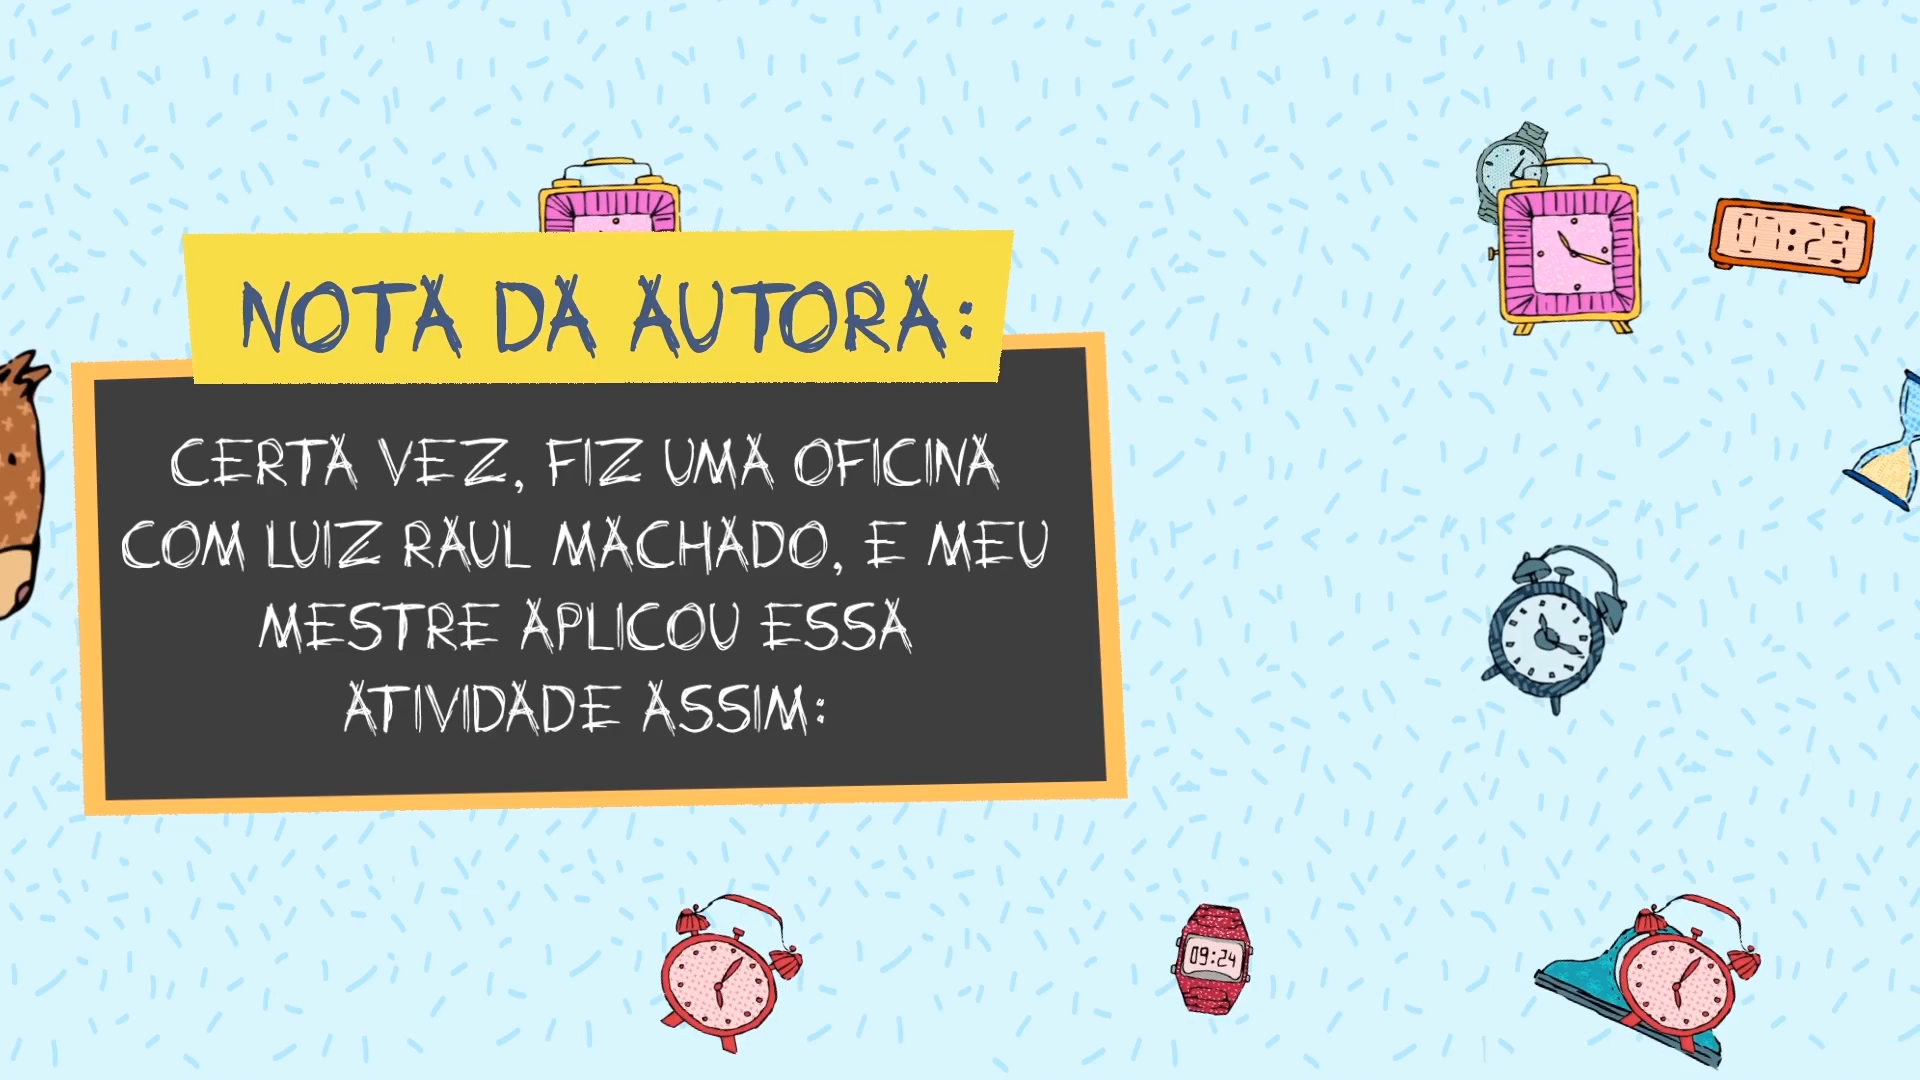 NOTA DA AUTORA:
CERTA VEZ, FIZ UMA OFICINA
COM LUIZ RAUL MACHADO, E MEU
MESTRE APLICOU ESSA
ATIVIDADE ASSIM:
09:24